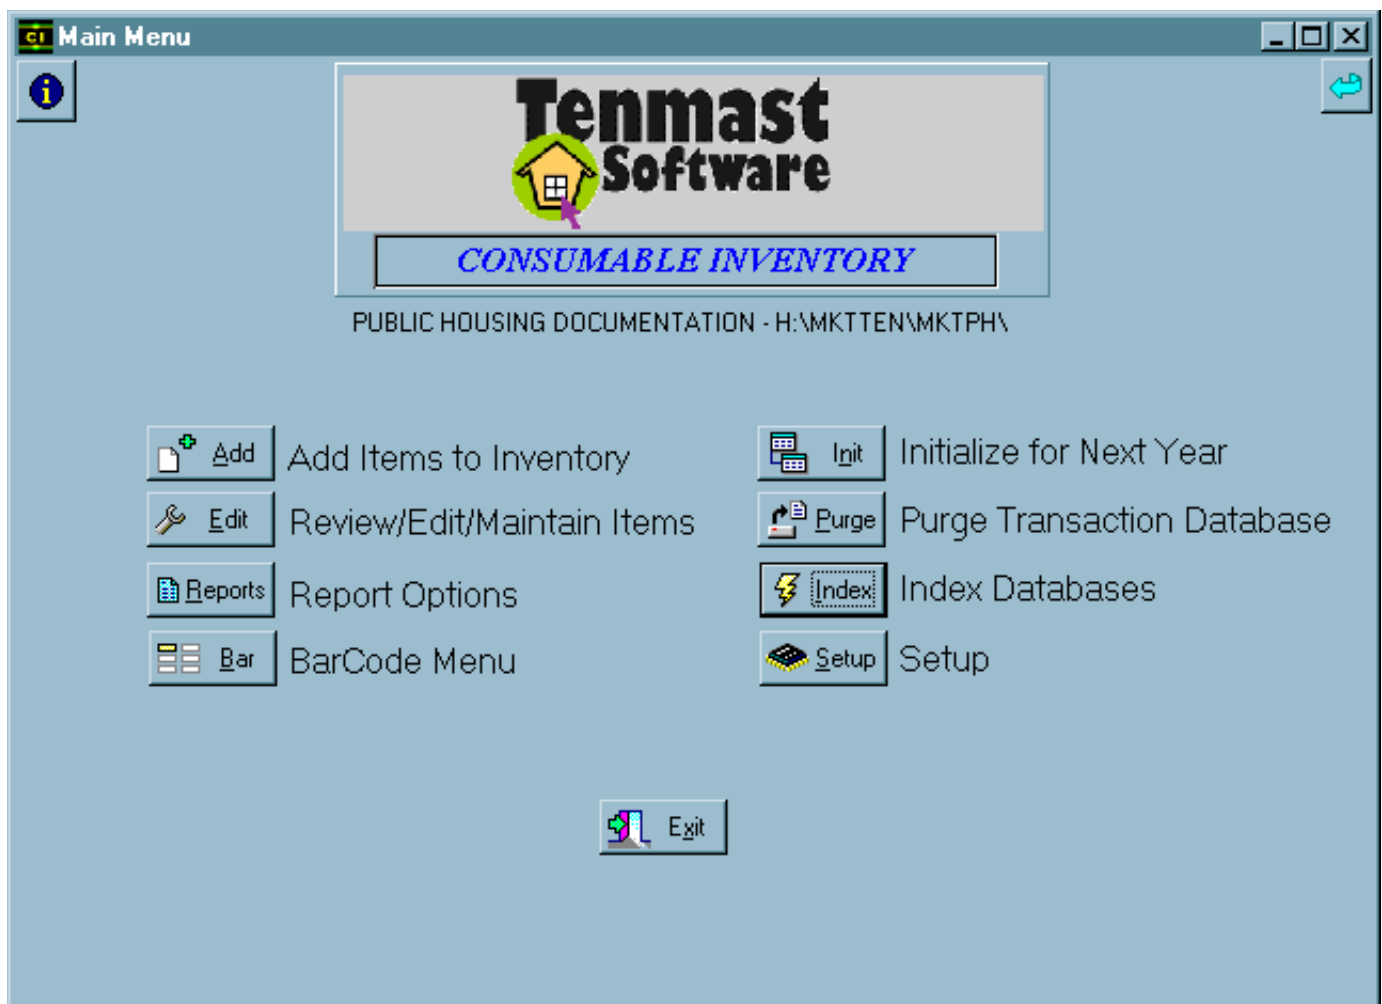 CI Main Menu
Tenmast
Software
CONSUMABLE INVENTORY
PUBLIC HOUSING DOCUMENTATION - H:\MKTTEN\MKTPH\
Add Add Items to Inventory
Edit Review/Edit/Maintain Items
Reports Report Options
Bar BarCode Menu
Init Initialize for Next Year
Purge Purge Transaction Database
Index Index Databases
Setup Setup
Exit